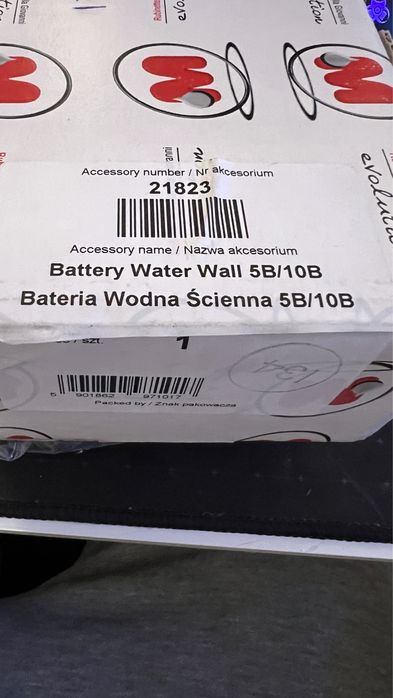 Accessory number / Nr akcesorium
21823
Accessory name / Nazwa akcesorium
Battery Water Wall 5B/10B
Bateria Wodna Ścienna 5B/10B
szt.
1
5 901662 971017
Packed by / Znak pakowacza